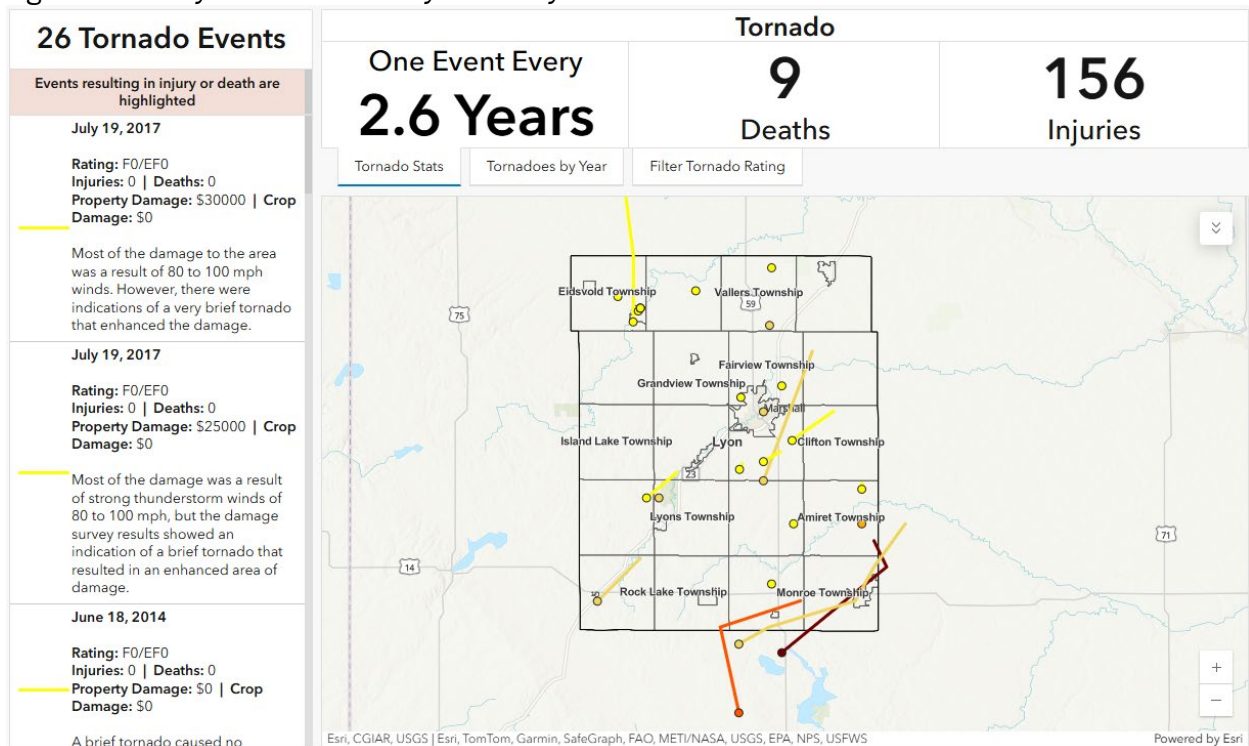 26 Tornado Events
Events resulting in injury or death are
highlighted
July 19, 2017
Rating: F0/EF0
Injuries: 0 | Deaths: 0
Property Damage: $30000 | Crop
Damage: $0
Most of the damage to the area
was a result of 80 to 100 mph
winds. However, there were
indications of a very brief tornado
that enhanced the damage.
July 19, 2017
Rating: F0/EF0
Injuries: 0 | Deaths: 0
Property Damage: $25000 | Crop
Damage: $0
Most of the damage was a result
of strong thunderstorm winds of
80 to 100 mph, but the damage
survey results showed an
indication of a brief tornado that
resulted in an enhanced area of
damage.
June 18, 2014
Rating: F0/EF0
Injuries: 0 | Deaths: 0
Property Damage: $0 | Crop
Damage: $0
A brief tornado caused no
Tornado
One Event Every
2.6 Years
9
Deaths
156
Injuries
Tornado Stats
Tornadoes by Year
Filter Tornado Rating
Eidsvold Township
Vallers Township
59
75
Fairview Township
Grandview Township
Marshall
Island Lake Township
Lyon
Clifton Township
23
Lyons Township
Amiret Township
71
14
Rock Lake Township
Monroe Township
+
−
Esri, CGIAR, USGS | Esri, TomTom, Garmin, SafeGraph, FAO, METI/NASA, USGS, EPA, NPS, USFWS
Powered by Esri